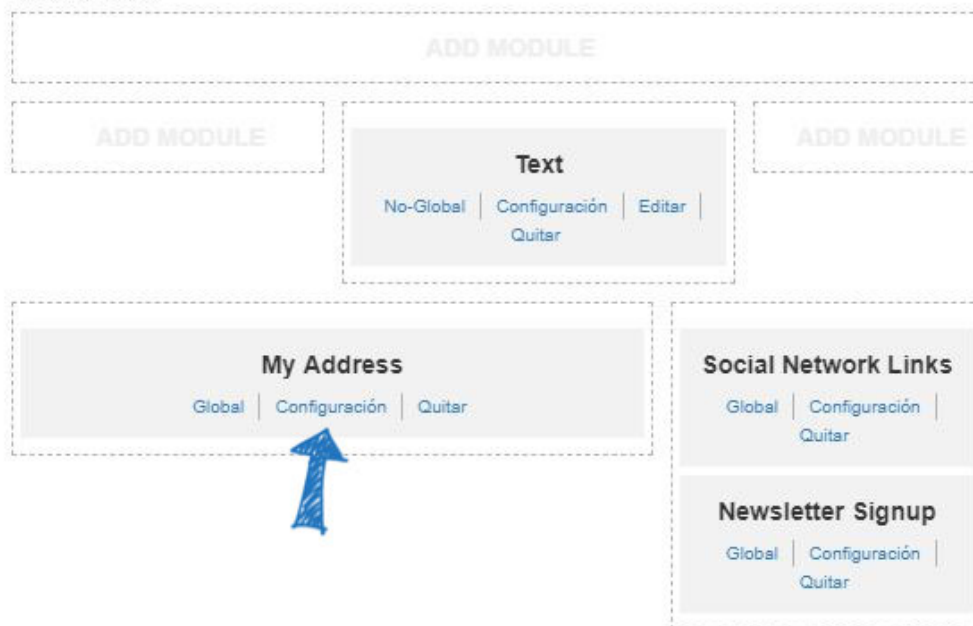 ADD MODULE
ADD MODULE
Text
No-Global | Configuración | Editar |
Quitar
ADD MODULE
My Address
Global | Configuración | Quitar
Social Network Links
Global | Configuración |
Quitar
Newsletter Signup
Global | Configuración |
Quitar